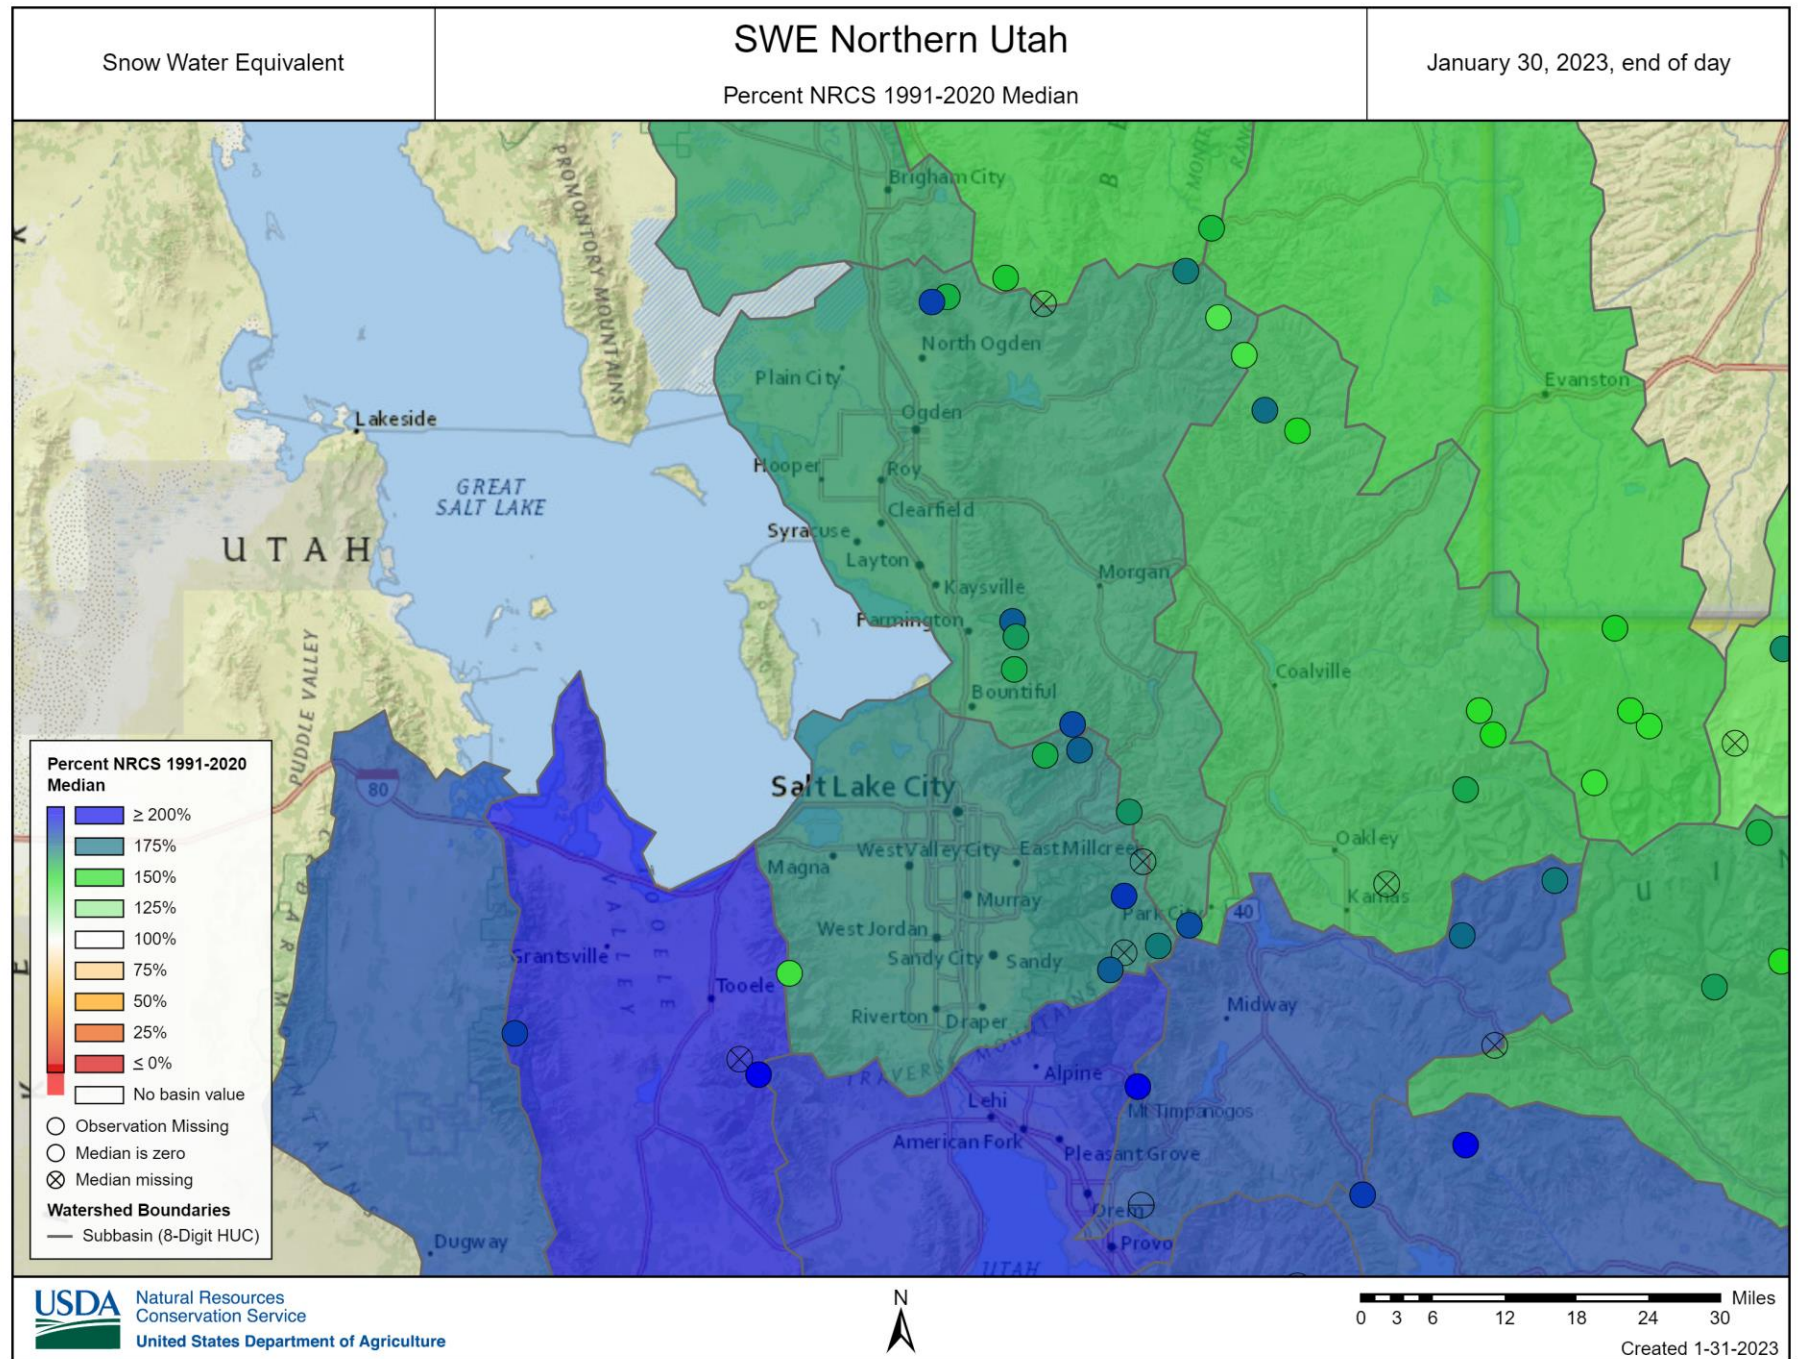 Snow Water Equivalent
SWE Northern Utah
Percent NRCS 1991-2020 Median
January 30, 2023, end of day
Brigham City
PROMONTORY MOUNTAINS
B
E
MONTE
RANGE
North Ogden
Plain City
Evanston
Lakeside
Ogden
Hooper
Roy
GREAT
SALT LAKE
Clearfield
Syracuse
UTAH
Layton
Morgan
Kaysville
Farmington
PUDDLE VALLEY
Coalville
Bountiful
Salt Lake City
80
Oakley
West Valley City
East Millcreek
Magna
Kamas
U
I
N
Murray
Park City
40
West Jordan
Grantsville
Sandy City
Sandy
TOOELE
VALLEY
Tooele
Midway
Riverton
Draper
TRAVERSE MOUNTAINS
Alpine
Lehi
Mt Timpanogos
American Fork
Pleasant Grove
Orem
Provo
Dugway
UTAH
Percent NRCS 1991-2020
Median
≥ 200%
175%
150%
125%
100%
75%
50%
25%
≤ 0%
No basin value
Observation Missing
Median is zero
Median missing
Watershed Boundaries
Subbasin (8-Digit HUC)
USDA
Natural Resources
Conservation Service
United States Department of Agriculture
N
Miles
0 3 6 12 18 24 30
Created 1-31-2023